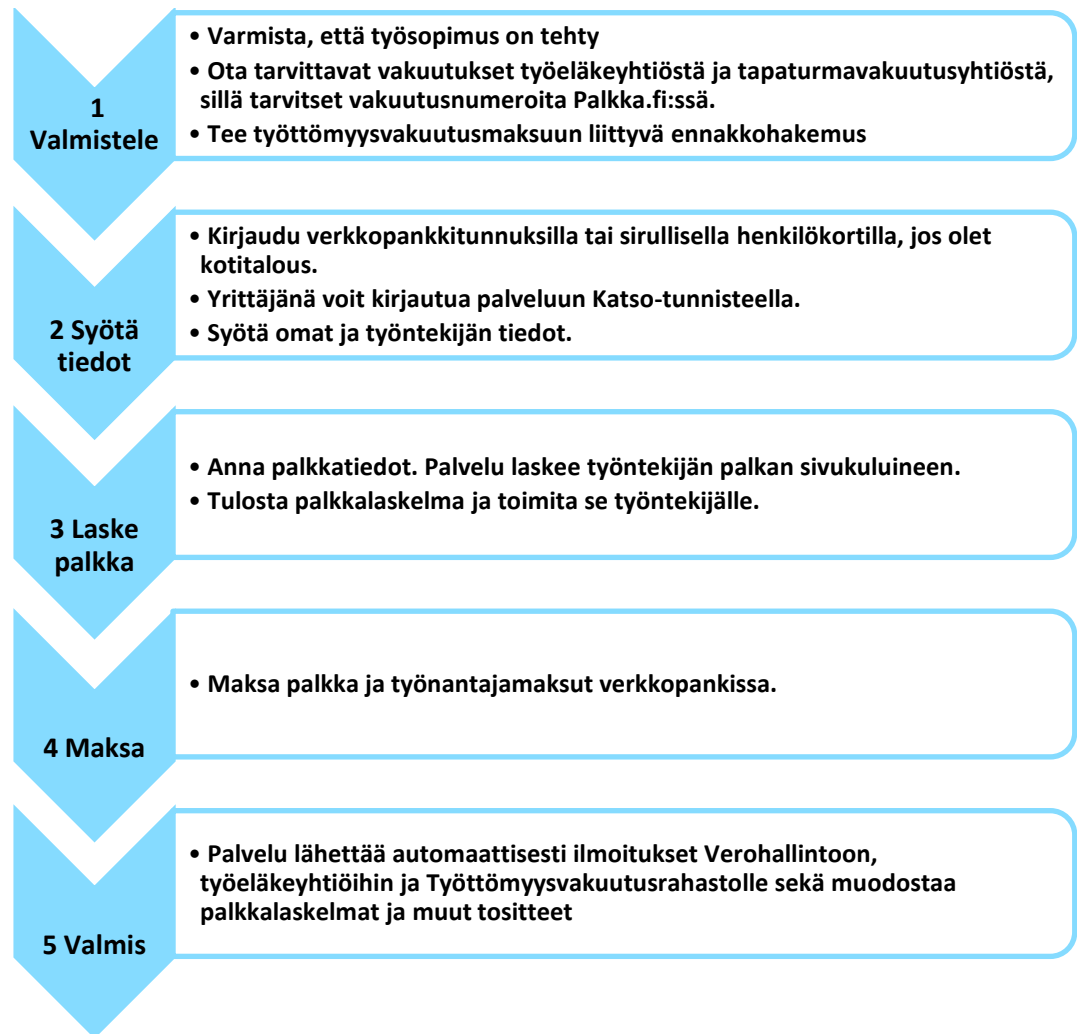 1
Valmistele
• Varmista, että työsopimus on tehty
• Ota tarvittavat vakuutukset työeläkeyhtiöstä ja tapaturmavakuutusyhtiöstä,
sillä tarvitset vakuutusnumeroita Palkka.fi:ssä.
• Tee työttömyysvakuutusmaksuun liittyvä ennakkohakemus
2 Syötä
tiedot
• Kirjaudu verkkopankkitunnuksilla tai sirullisella henkilökortilla, jos olet
kotitalous.
• Yrittäjänä voit kirjautua palveluun Katso-tunnisteella.
• Syötä omat ja työntekijän tiedot.
3 Laske
palkka
• Anna palkkatiedot. Palvelu laskee työntekijän palkan sivukuluineen.
• Tulosta palkkalaskelma ja toimita se työntekijälle.
4 Maksa
• Maksa palkka ja työnantajamaksut verkkopankissa.
5 Valmis
• Palvelu lähettää automaattisesti ilmoitukset Verohallintoon,
työeläkeyhtiöihin ja Työttömyysvakuutusrahastolle sekä muodostaa
palkkalaskelmat ja muut tositteet